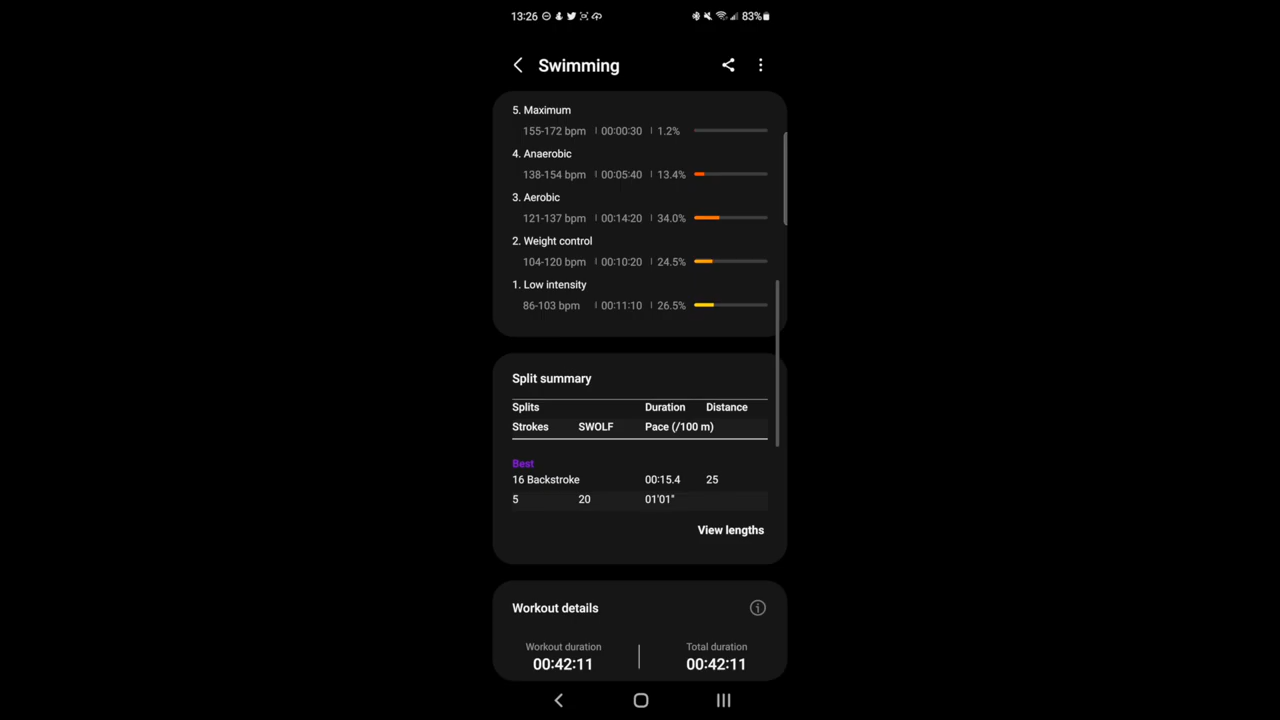 13:26 83%
Swimming
5. Maximum
155-172 bpm | 00:00:30 | 1.2%
4. Anaerobic
138-154 bpm | 00:05:40 | 13.4%
3. Aerobic
121-137 bpm | 00:14:20 | 34.0%
2. Weight control
104-120 bpm | 00:10:20 | 24.5%
1. Low intensity
86-103 bpm | 00:11:10 | 26.5%
Split summary
Splits Duration Distance
Strokes SWOLF Pace (/100 m)
Best
16 Backstroke 00:15.4 25
5 20 01'01"
View lengths
Workout details
Workout duration Total duration
00:42:11 00:42:11